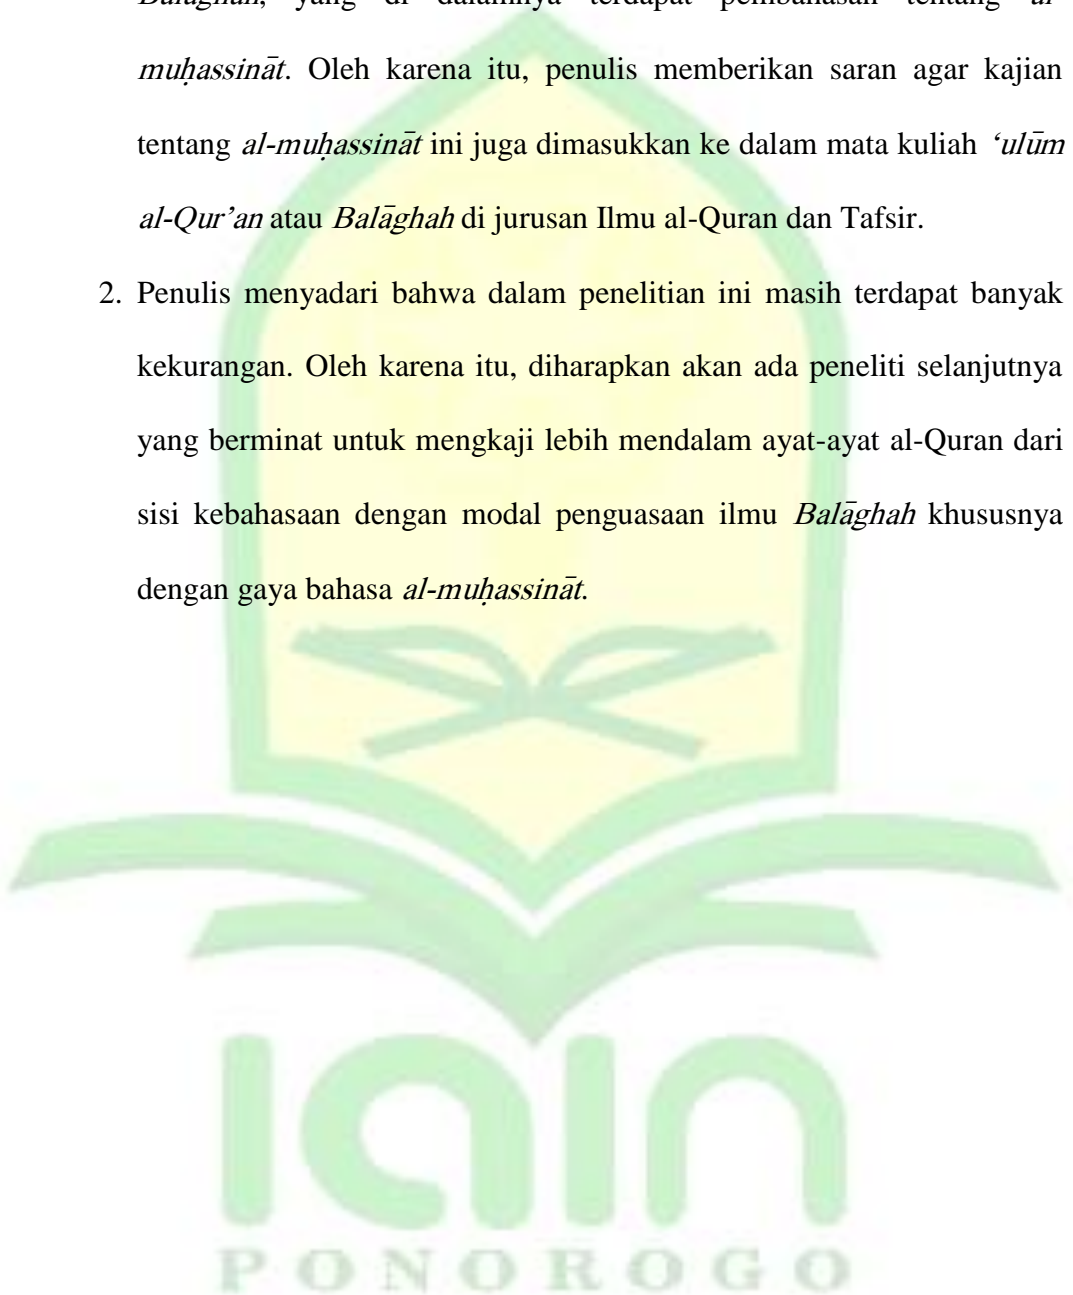 Balāghah, yang di dalamnya terdapat pembahasan tentang al-
muḥassināt. Oleh karena itu, penulis memberikan saran agar kajian
tentang al-muḥassināt ini juga dimasukkan ke dalam mata kuliah ‘ulūm
al-Qur’an atau Balāghah di jurusan Ilmu al-Quran dan Tafsir.
2. Penulis menyadari bahwa dalam penelitian ini masih terdapat banyak
kekurangan. Oleh karena itu, diharapkan akan ada peneliti selanjutnya
yang berminat untuk mengkaji lebih mendalam ayat-ayat al-Quran dari
sisi kebahasaan dengan modal penguasaan ilmu Balāghah khususnya
dengan gaya bahasa al-muḥassināt.
iain
PONOROGO